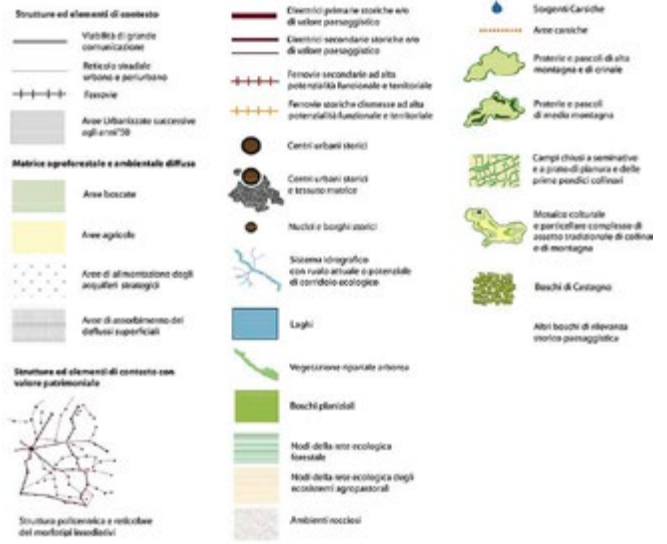 Strutture ed elementi di contesto
Viabilità di grande
comunicazione
Reticolo stradale
urbano e periurbano
Ferrovie
Aree Urbanizzate successive
agli anni '50
Matrice agroforestale e ambientale diffusa
Aree boscate
Aree agricole
Aree di alimentazione degli
acquiferi strategici
Aree di assorbimento dei
deflussi superficiali
Strutture ed elementi di contesto con
valore patrimoniale
Struttura policentrica e reticolare
dei morfotipi insediativi
Direttrici primarie storiche e/o
di valore paesaggistico
Direttrici secondarie storiche e/o
di valore paesaggistico
Ferrovie secondarie ad alta
potenzialità funzionale e territoriale
Ferrovie storiche dismesse ad alta
potenzialità funzionale e territoriale
Centri urbani storici
Centri urbani storici
e tessuto matrice
Nuclei e borghi storici
Sistema idrografico
con ruolo attuale o potenziale
di corridoio ecologico
Laghi
Vegetazione ripariale arborea
Boschi planiziali
Nodi della rete ecologica
forestale
Nodi della rete ecologica degli
ecosistemi agropastorali
Ambienti rocciosi
Sorgenti Carsiche
Aree carsiche
Praterie e pascoli di alta
montagna e di crinale
Praterie e pascoli
di media montagna
Campi chiusi a seminativo
e a prato di pianura e delle
prime pendici collinari
Mosaico colturale
e particellare complesso di
assetto tradizionale di collina
e di montagna
Boschi di Castagno
Altri boschi di rilevanza
storico paesaggistica